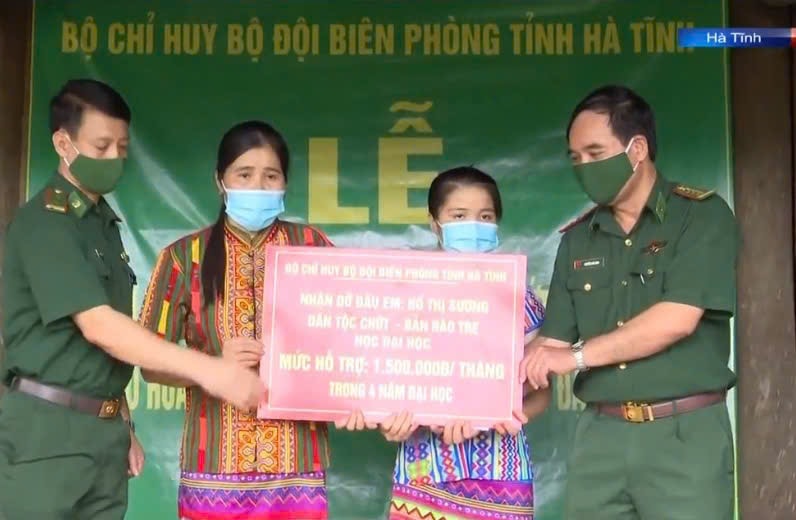 BỘ CHỈ HUY BỘ ĐỘI BIÊN PHÒNG TỈNH HÀ TĨNH
Hà Tĩnh
LỄ
BỘ CHỈ HUY BỘ ĐỘI BIÊN PHÒNG TỈNH HÀ TĨNH
NHẬN ĐỠ ĐẦU EM: HỒ THỊ SƯƠNG
DÂN TỘC CHỨT - BẢN RÀO TRE
HỌC ĐẠI HỌC
MỨC HỖ TRỢ: 1.500.000Đ/ THÁNG
TRONG 4 NĂM ĐẠI HỌC